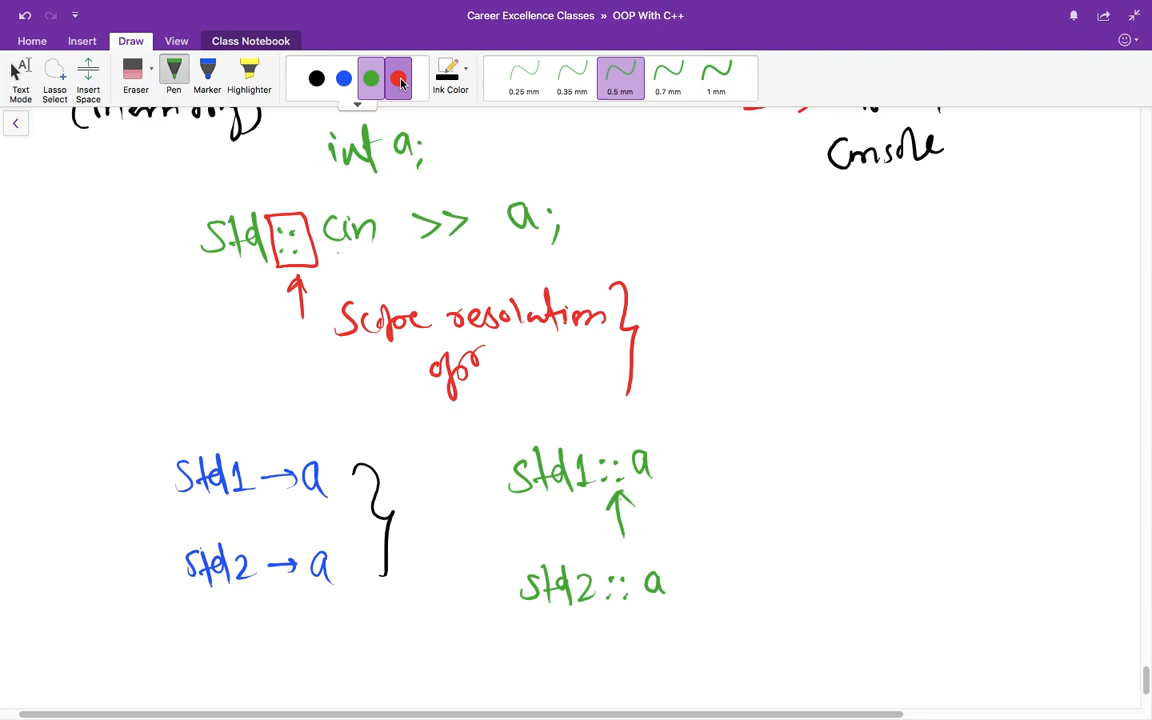 Career Excellence Classes » OOP With C++
Home Insert Draw View Class Notebook
Text Mode
Lasso Select
Insert Space
Eraser
Pen
Marker
Highlighter
Ink Color
0.25 mm
0.35 mm
0.5 mm
0.7 mm
1 mm
int a;
Console
std :: cin >> a;
Scope resolution
opr
std1 → a
std1 :: a
std2 → a
std2 :: a